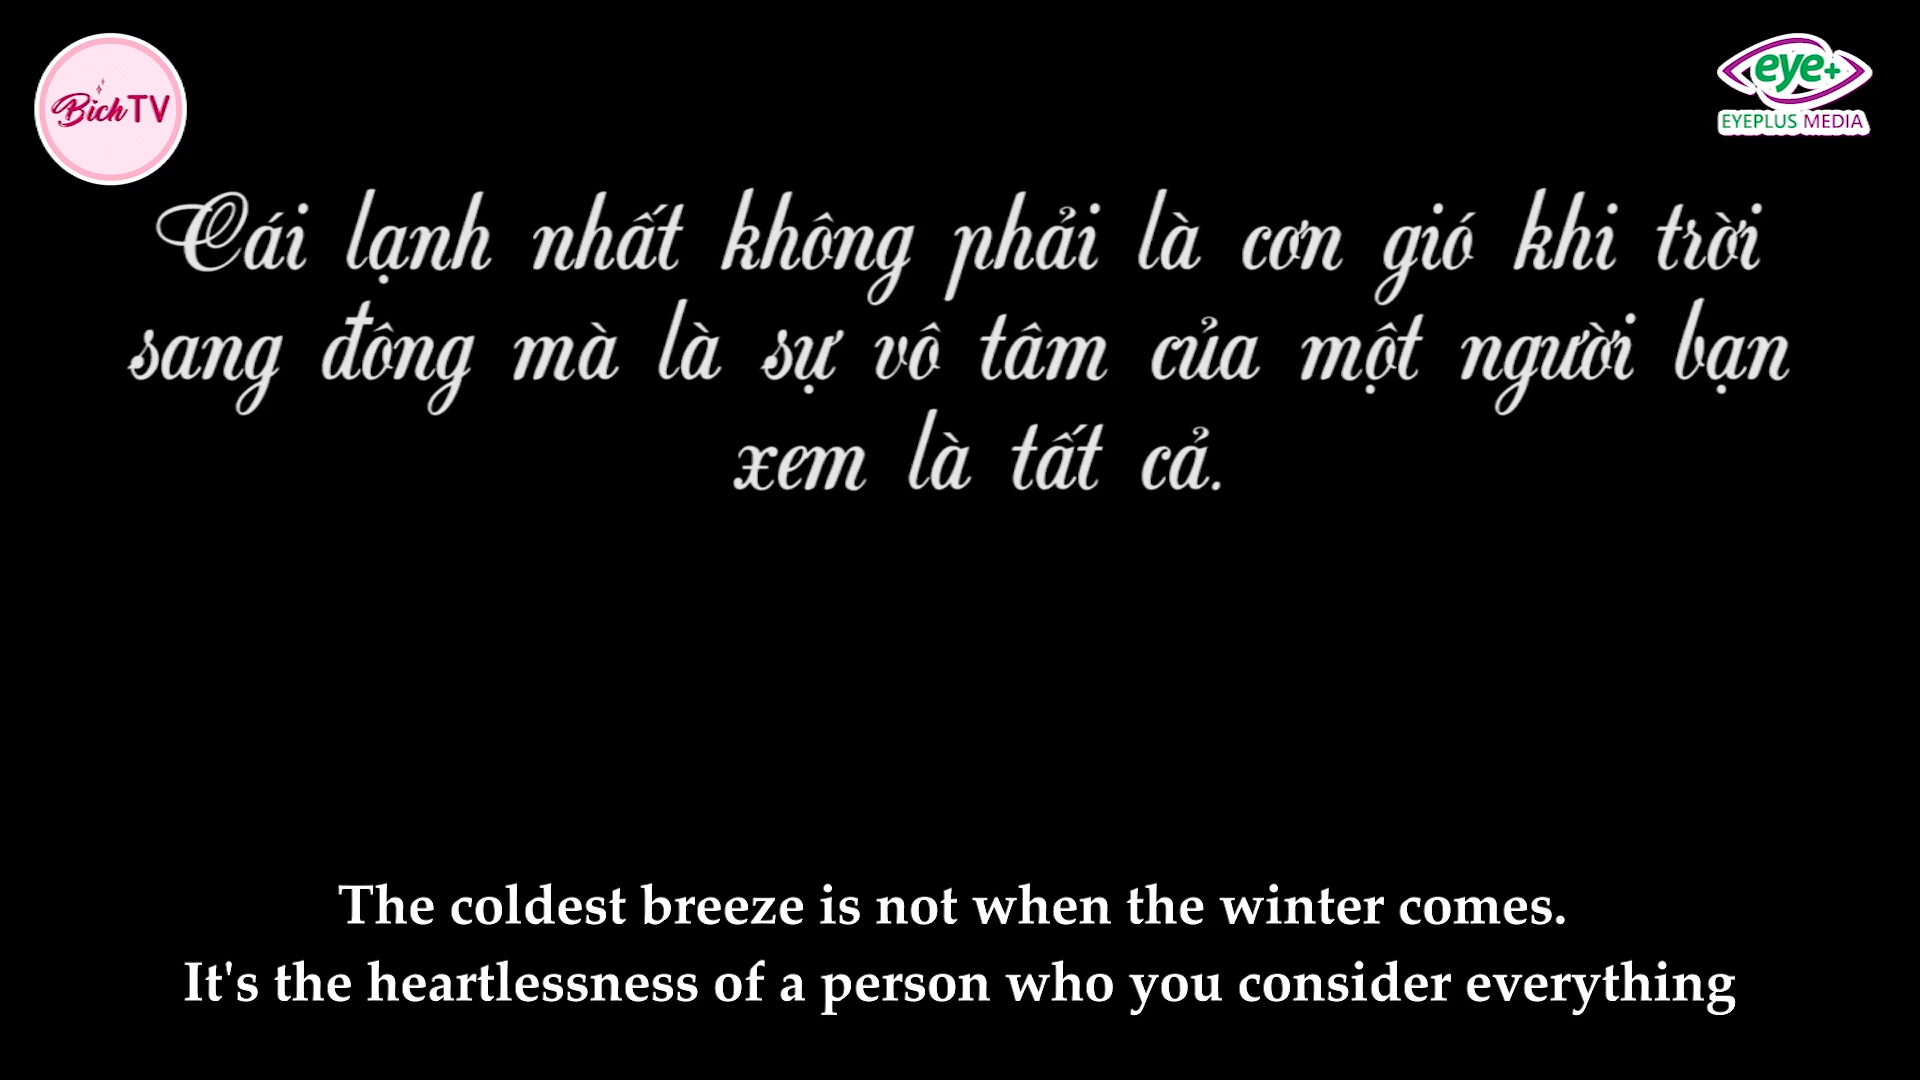 Bich TV
eye+
EYEPLUS MEDIA
Cái lạnh nhất không phải là cơn gió khi trời
sang đông mà là sự vô tâm của một người bạn
xem là tất cả.
The coldest breeze is not when the winter comes.
It's the heartlessness of a person who you consider everything